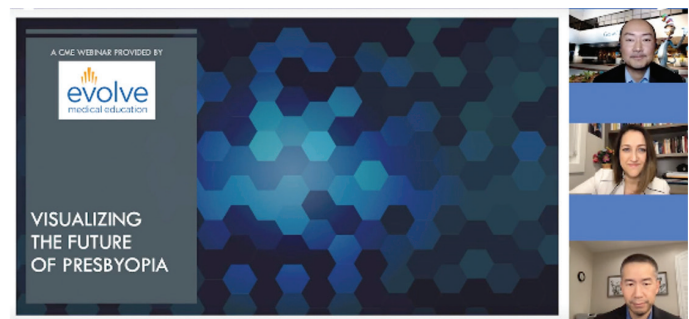 A CME WEBINAR PROVIDED BY
evolve
medical education
VISUALIZING
THE FUTURE
OF PRESBYOPIA